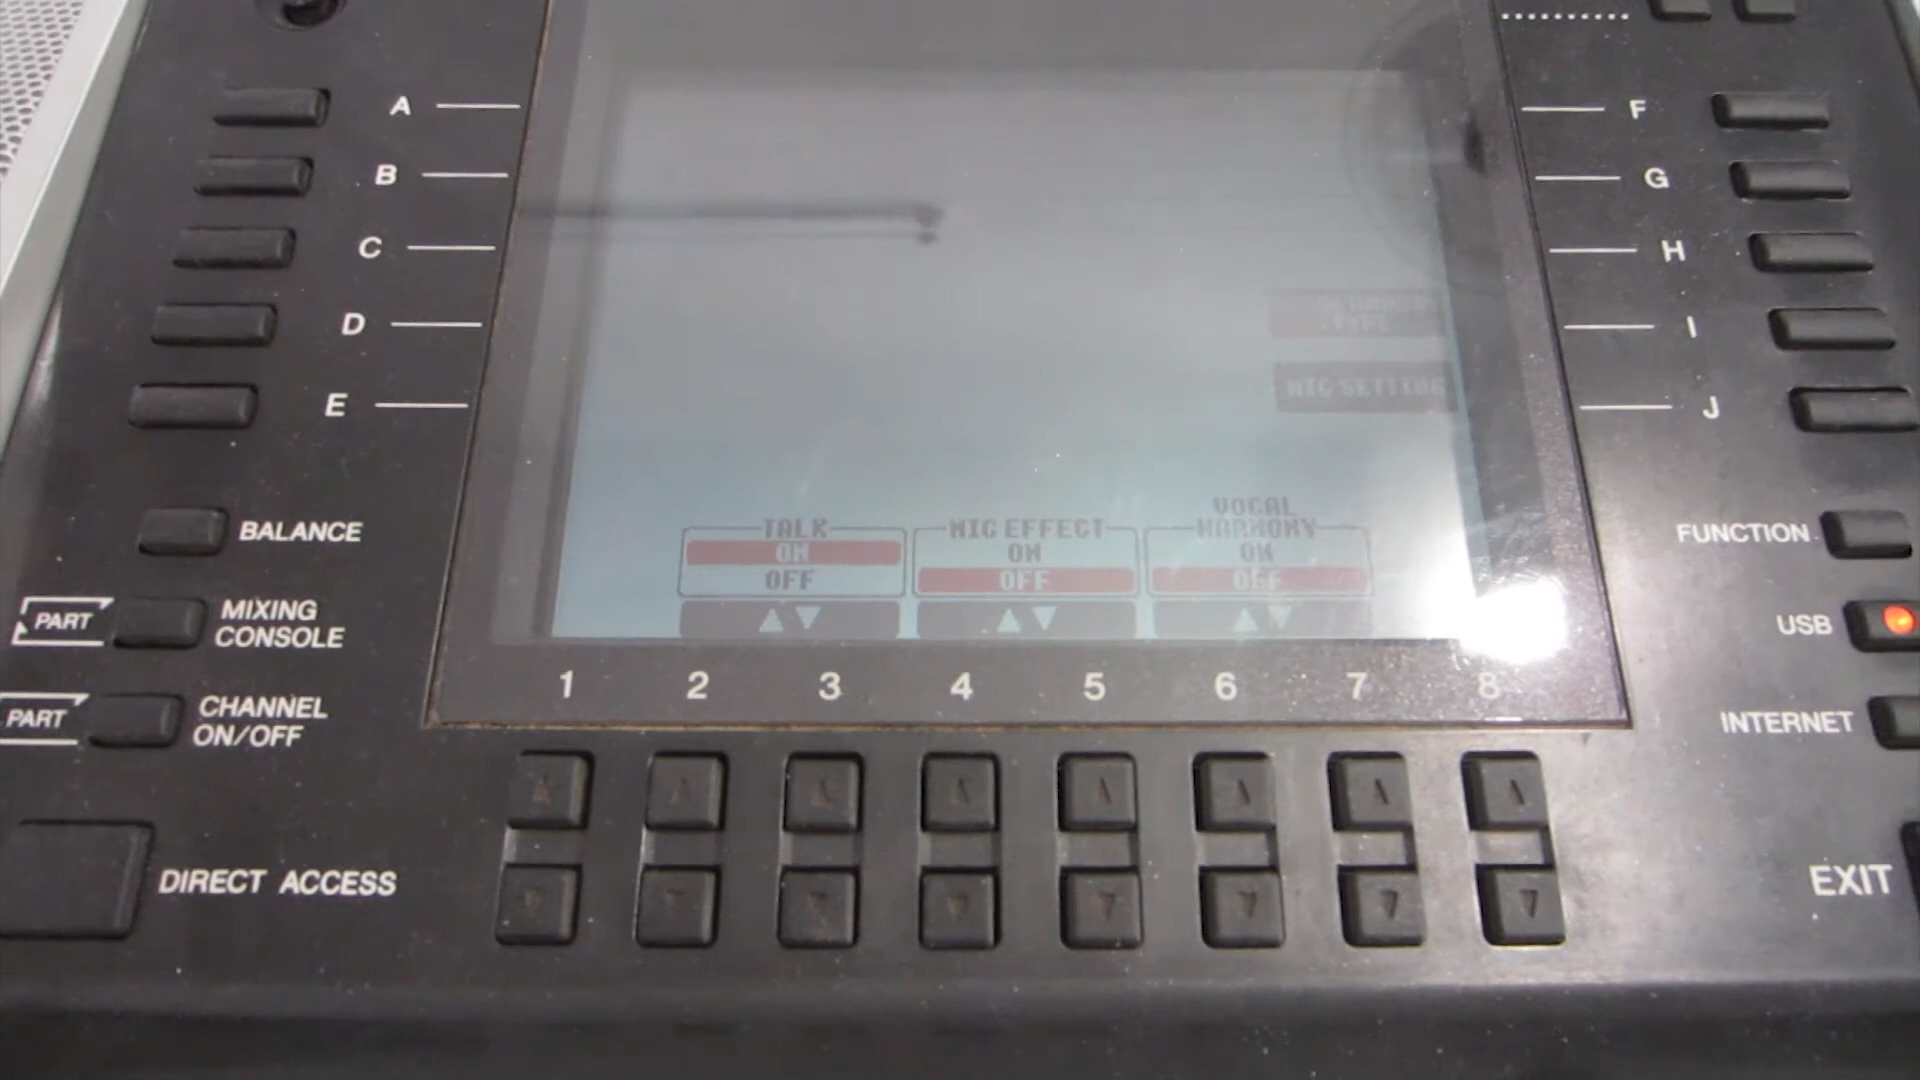 A
B
C
D
E
F
G
H
I
J
TYPE
MIC SETTING
BALANCE
PART
MIXING
CONSOLE
PART
CHANNEL
ON/OFF
DIRECT ACCESS
TALK
ON
OFF
MIC EFFECT
ON
OFF
VOCAL
HARMONY
ON
OFF
1 2 3 4 5 6 7 8
FUNCTION
USB
INTERNET
EXIT